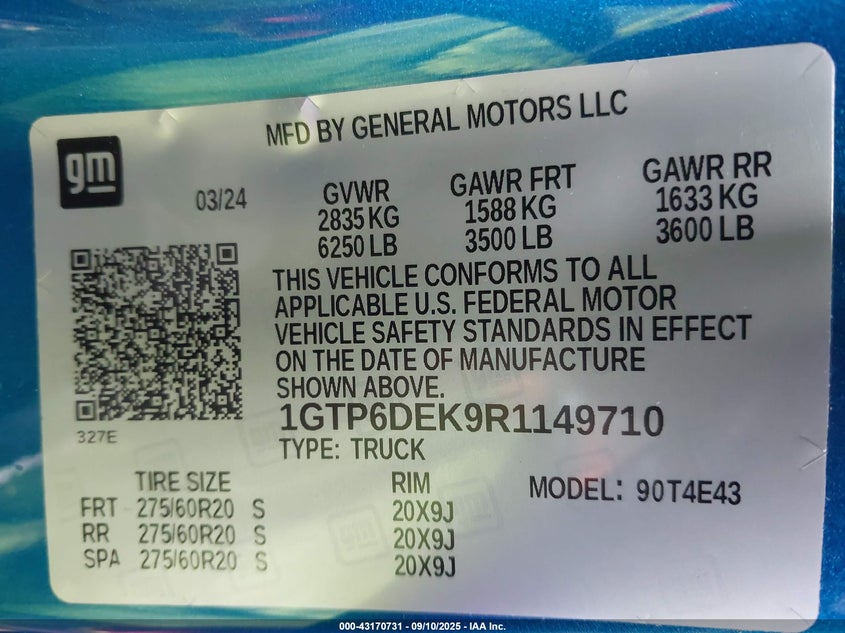 MFD BY GENERAL MOTORS LLC
gm
03/24
GVWR GAWR FRT GAWR RR
2835 KG 1588 KG 1633 KG
6250 LB 3500 LB 3600 LB
THIS VEHICLE CONFORMS TO ALL
APPLICABLE U.S. FEDERAL MOTOR
VEHICLE SAFETY STANDARDS IN EFFECT
ON THE DATE OF MANUFACTURE
SHOWN ABOVE.
1GTP6DEK9R1149710
327E
TYPE: TRUCK
TIRE SIZE RIM MODEL: 90T4E43
FRT 275/60R20 S 20X9J
RR 275/60R20 S 20X9J
SPA 275/60R20 S 20X9J
000-43170731 - 09/10/2025 - IAA Inc.